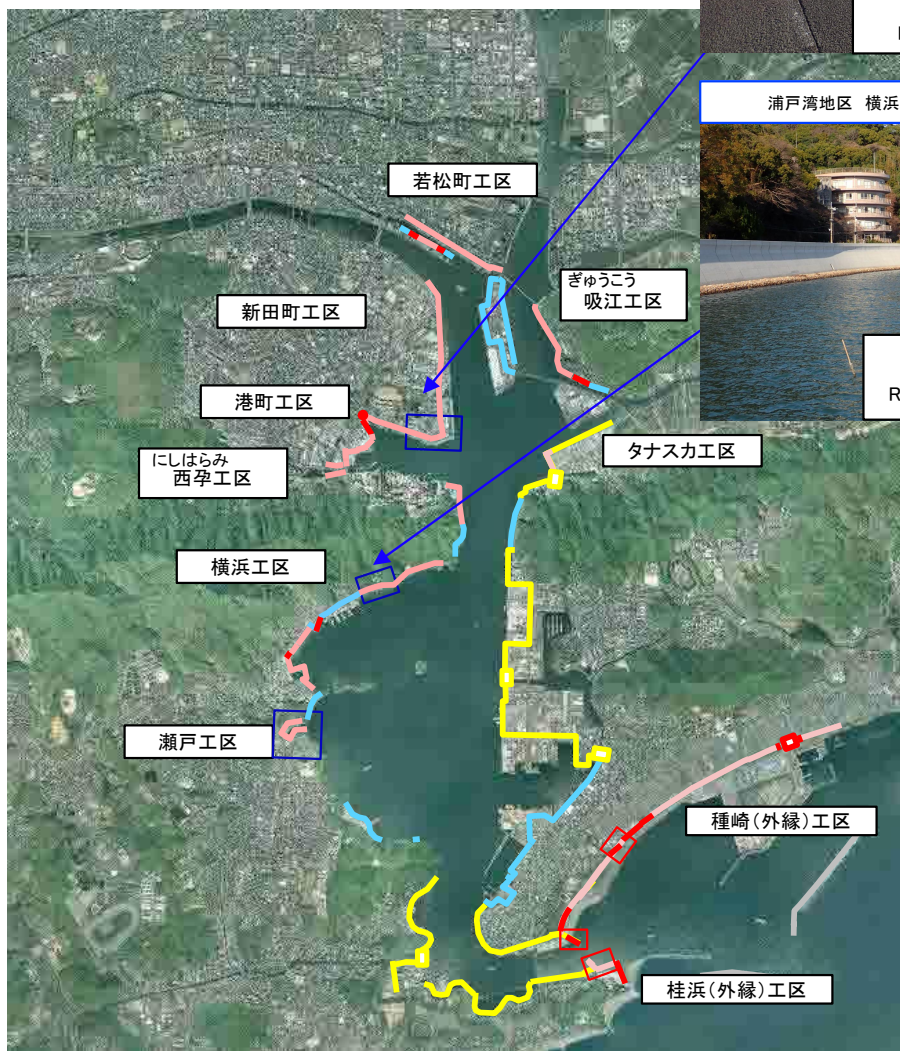 浦戸湾地区 横浜
若松町工区
ぎゅうこう
吸江工区
新田町工区
港町工区
タナスカ工区
にしはらみ
西孕工区
横浜工区
瀬戸工区
種崎(外縁)工区
桂浜(外縁)工区
R